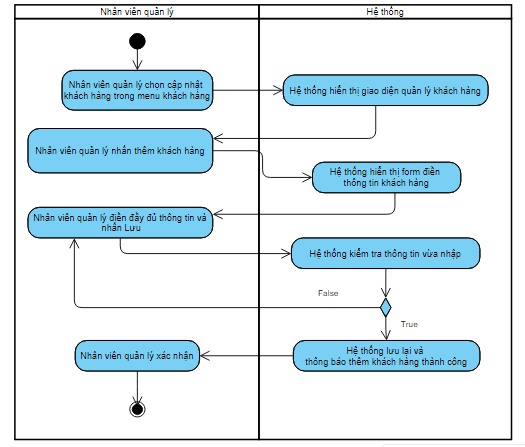 Nhân viên quản lý
Hệ thống
Nhân viên quản lý chọn cập nhật
khách hàng trong menu khách hàng
Hệ thống hiển thị giao diện quản lý khách hàng
Nhân viên quản lý nhấn thêm khách hàng
Hệ thống hiển thị form điền
thông tin khách hàng
Nhân viên quản lý điền đầy đủ thông tin và
nhấn Lưu
Hệ thống kiểm tra thông tin vừa nhập
False
True
Hệ thống lưu lại và
thông báo thêm khách hàng thành công
Nhân viên quản lý xác nhận